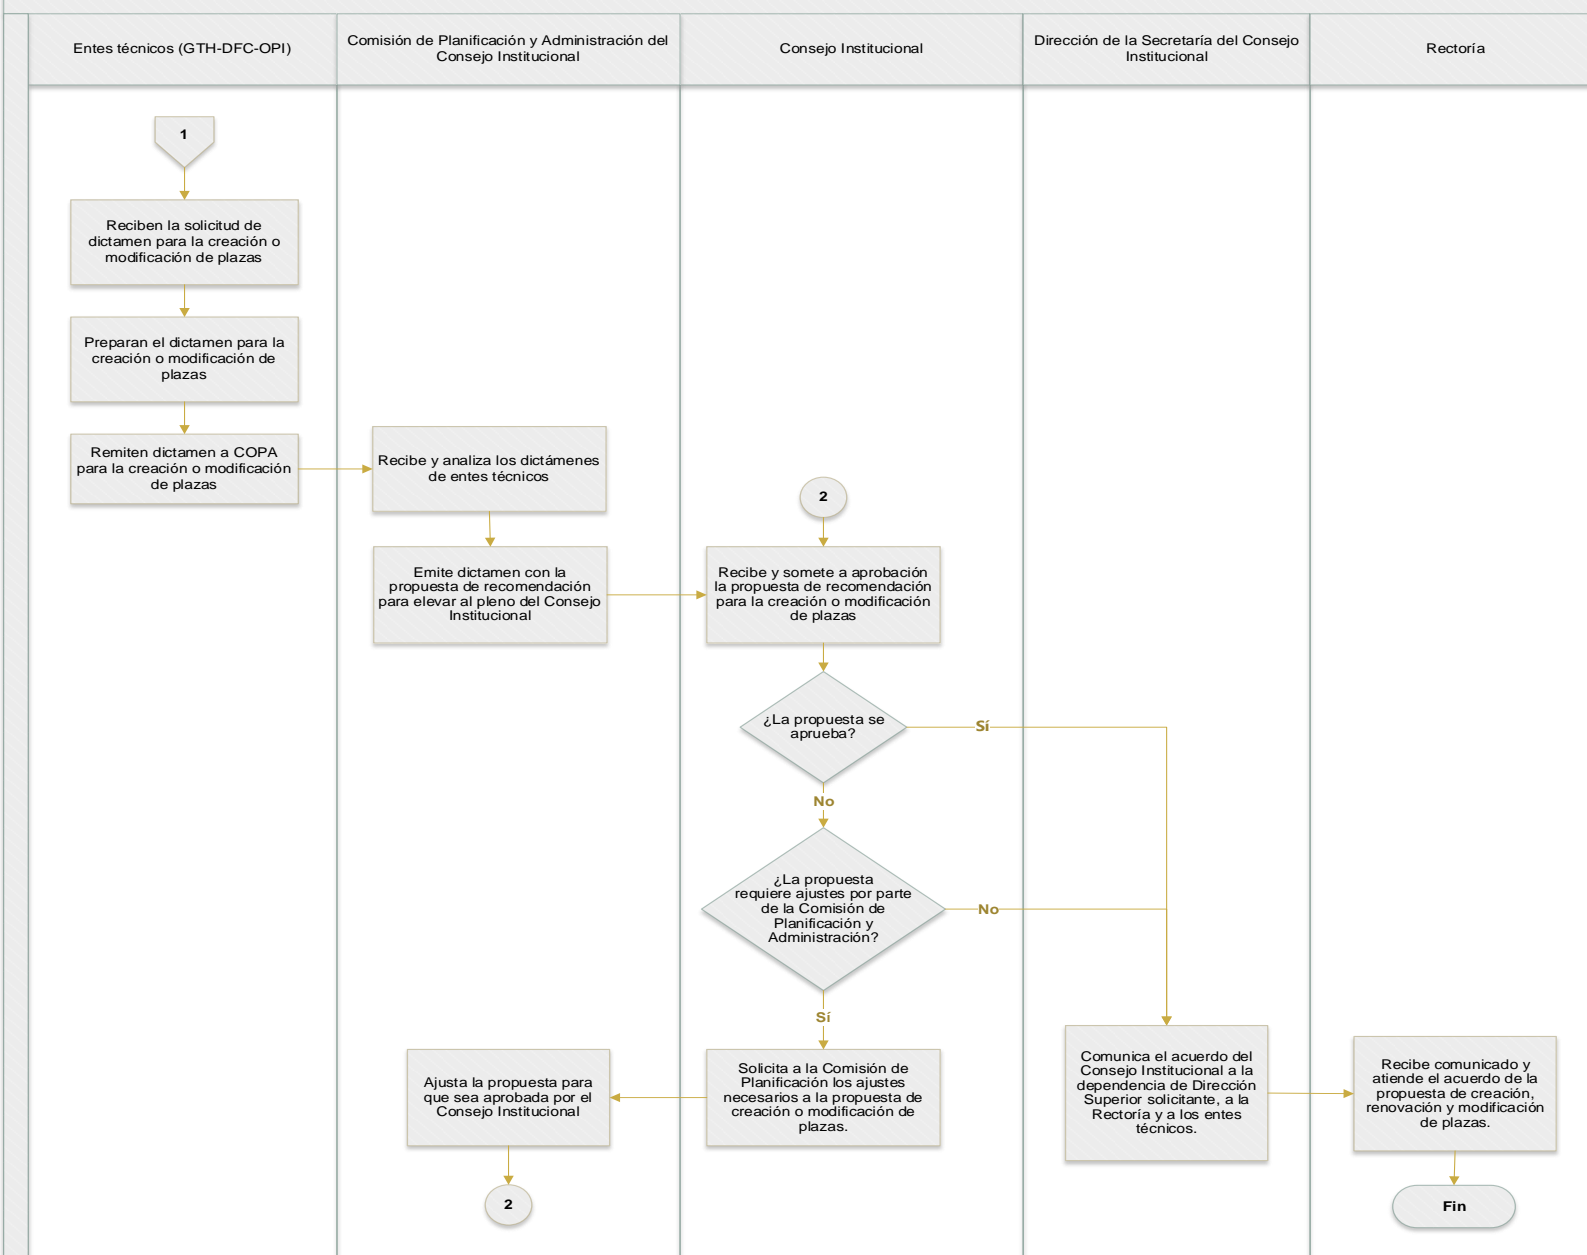 Entes técnicos (GTH-DFC-OPI)
Comisión de Planificación y Administración del
Consejo Institucional
Consejo Institucional
Dirección de la Secretaría del Consejo
Institucional
Rectoría
1
Reciben la solicitud de
dictamen para la creación o
modificación de plazas
Preparan el dictamen para la
creación o modificación de
plazas
Remiten dictamen a COPA
para la creación o modificación
de plazas
Recibe y analiza los dictámenes
de entes técnicos
Emite dictamen con la
propuesta de recomendación
para elevar al pleno del Consejo
Institucional
2
Recibe y somete a aprobación
la propuesta de recomendación
para la creación o modificación
de plazas
¿La propuesta se
aprueba?
Sí
No
¿La propuesta
requiere ajustes por parte
de la Comisión de
Planificación y
Administración?
No
Sí
Solicita a la Comisión de
Planificación los ajustes
necesarios a la propuesta de
creación o modificación de
plazas.
Ajusta la propuesta para
que sea aprobada por el
Consejo Institucional
2
Comunica el acuerdo del
Consejo Institucional a la
dependencia de Dirección
Superior solicitante, a la
Rectoría y a los entes
técnicos.
Recibe comunicado y
atiende el acuerdo de la
propuesta de creación,
renovación y modificación
de plazas.
Fin